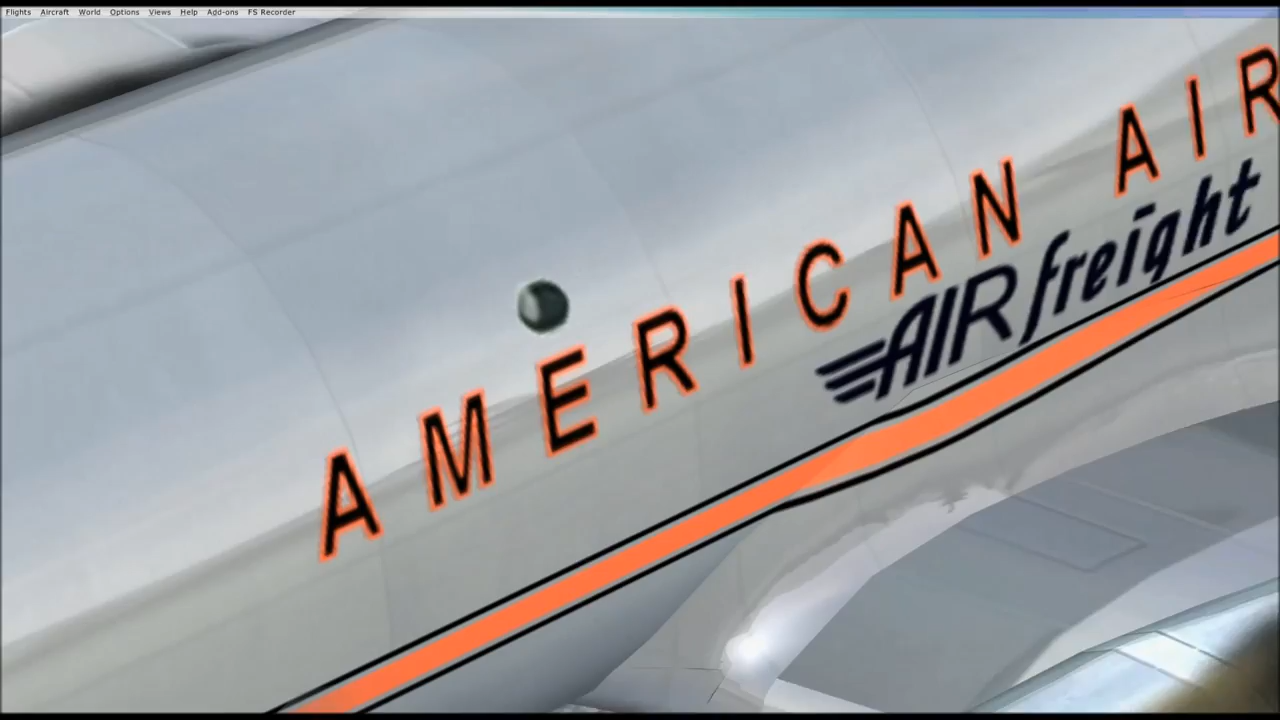 Flights Aircraft World Options Views Help Add-ons FS Recorder
AMERICAN AIR
AIR freight